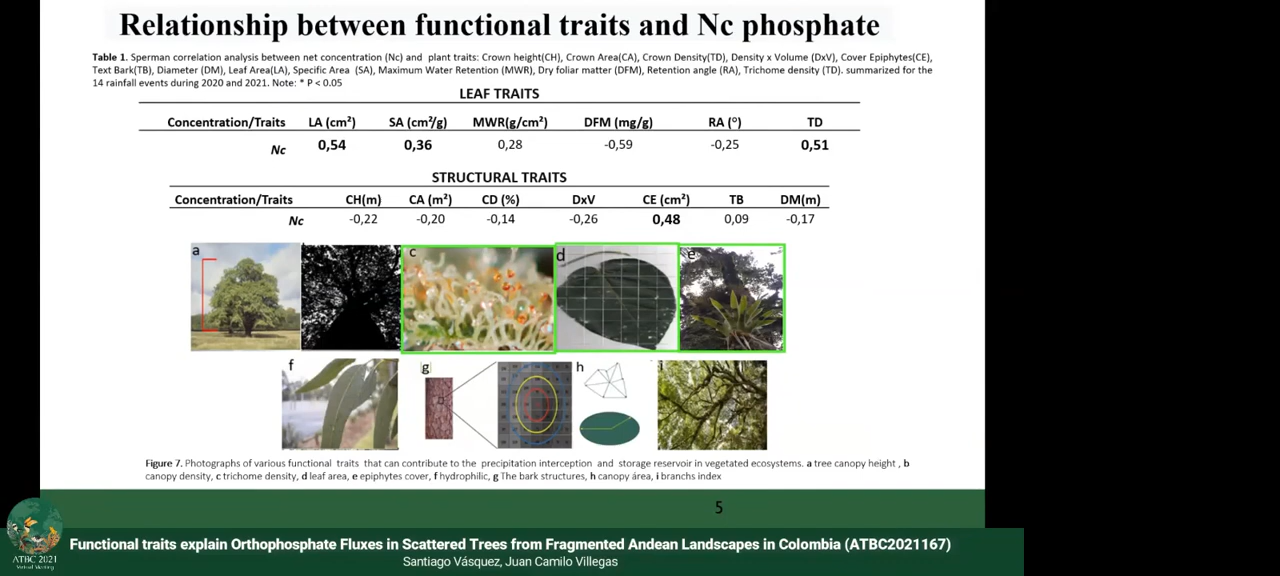 Relationship between functional traits and Nc phosphate
Table 1. Sperman correlation analysis between net concentration (Nc) and plant traits: Crown height(CH), Crown Area(CA), Crown Density(TD), Density x Volume (DxV), Cover Epiphytes(CE),
Text Bark(TB), Diameter (DM), Leaf Area(LA), Specific Area (SA), Maximum Water Retention (MWR), Dry foliar matter (DFM), Retention angle (RA), Trichome density (TD). summarized for the
14 rainfall events during 2020 and 2021. Note: * P < 0.05
LEAF TRAITS
Concentration/Traits LA (cm²) SA (cm²/g) MWR(g/cm²) DFM (mg/g) RA (°) TD
Nc 0,54 0,36 0,28 -0,59 -0,25 0,51
STRUCTURAL TRAITS
Concentration/Traits CH(m) CA (m²) CD (%) DxV CE (cm²) TB DM(m)
Nc -0,22 -0,20 -0,14 -0,26 0,48 0,09 -0,17
a c d e
f g h i
Figure 7. Photographs of various functional traits that can contribute to the precipitation interception and storage reservoir in vegetated ecosystems. a tree canopy height , b
canopy density, c trichome density, d leaf area, e epiphytes cover, f hydrophilic, g The bark structures, h canopy área, i branchs index
5
ATBC 2021
Virtual Meeting
Functional traits explain Orthophosphate Fluxes in Scattered Trees from Fragmented Andean Landscapes in Colombia (ATBC2021167)
Santiago Vásquez, Juan Camilo Villegas